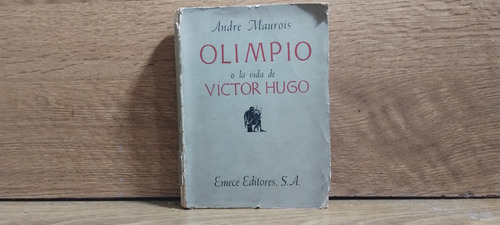 André Maurois
OLIMPIO
o la vida de
VICTOR HUGO
Emecé Editores, S.A.